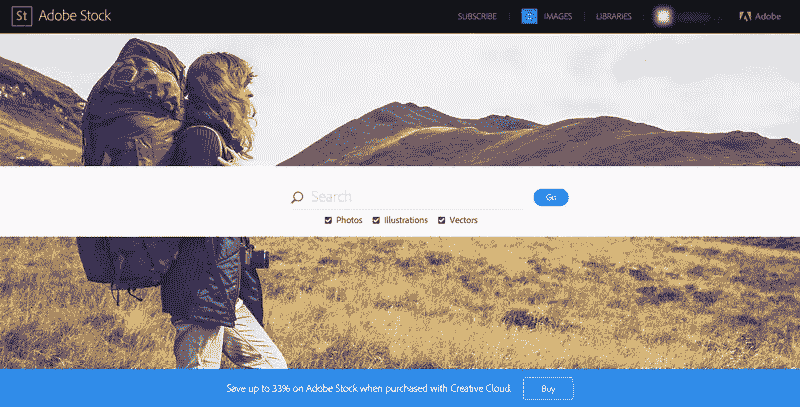 St Adobe Stock
SUBSCRIBE
0 IMAGES
LIBRARIES
Adobe
Search
Go
Photos Illustrations Vectors
Save up to 33% on Adobe Stock when purchased with Creative Cloud. Buy